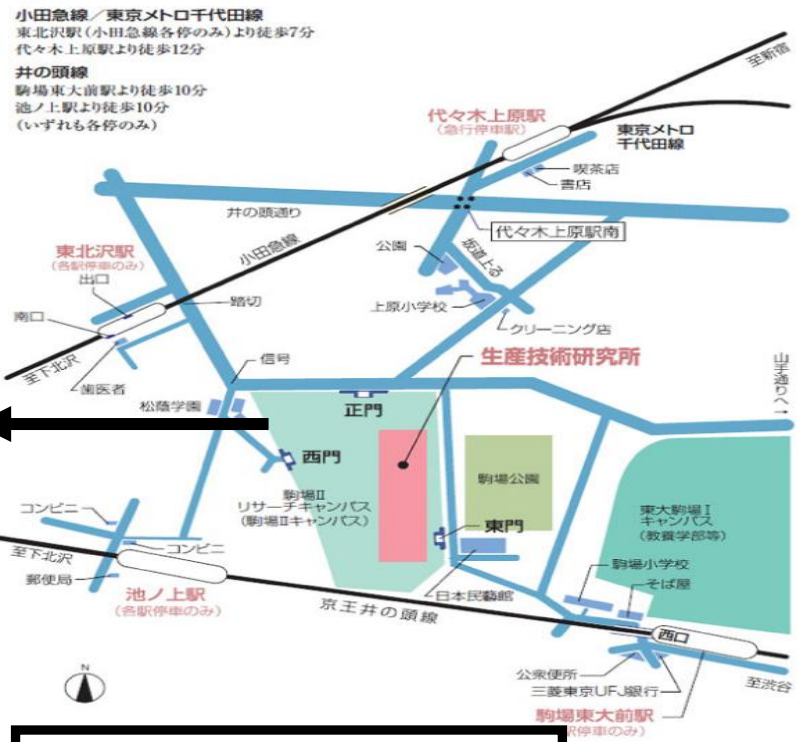 小田急線／東京メトロ千代田線
東北沢駅(小田急線各停のみ)より徒歩7分
代々木上原駅より徒歩12分
井の頭線
駒場東大前駅より徒歩10分
池ノ上駅より徒歩10分
(いずれも各停のみ)
至新宿
代々木上原駅
(急行停車駅)
東京メトロ
千代田線
喫茶店
書店
井の頭通り
代々木上原駅南
小田急線
公園
坂道上る
東北沢駅
(各駅停車のみ)
出口
上原小学校
踏切
南口
クリーニング店
至下北沢
信号
生産技術研究所
歯医者
山手通りへ→
松蔭学園
正門
西門
駒場公園
駒場Ⅱ
リサーチキャンパス
(駒場Ⅱキャンパス)
東大駒場Ⅰ
キャンパス
(教養学部等)
コンビニ
東門
至下北沢
コンビニ
駒場小学校
郵便局
そば屋
池ノ上駅
(各駅停車のみ)
日本民藝館
京王井の頭線
西口
N
公衆便所
三菱東京UFJ銀行
至渋谷
駒場東大前駅
駅停車のみ)